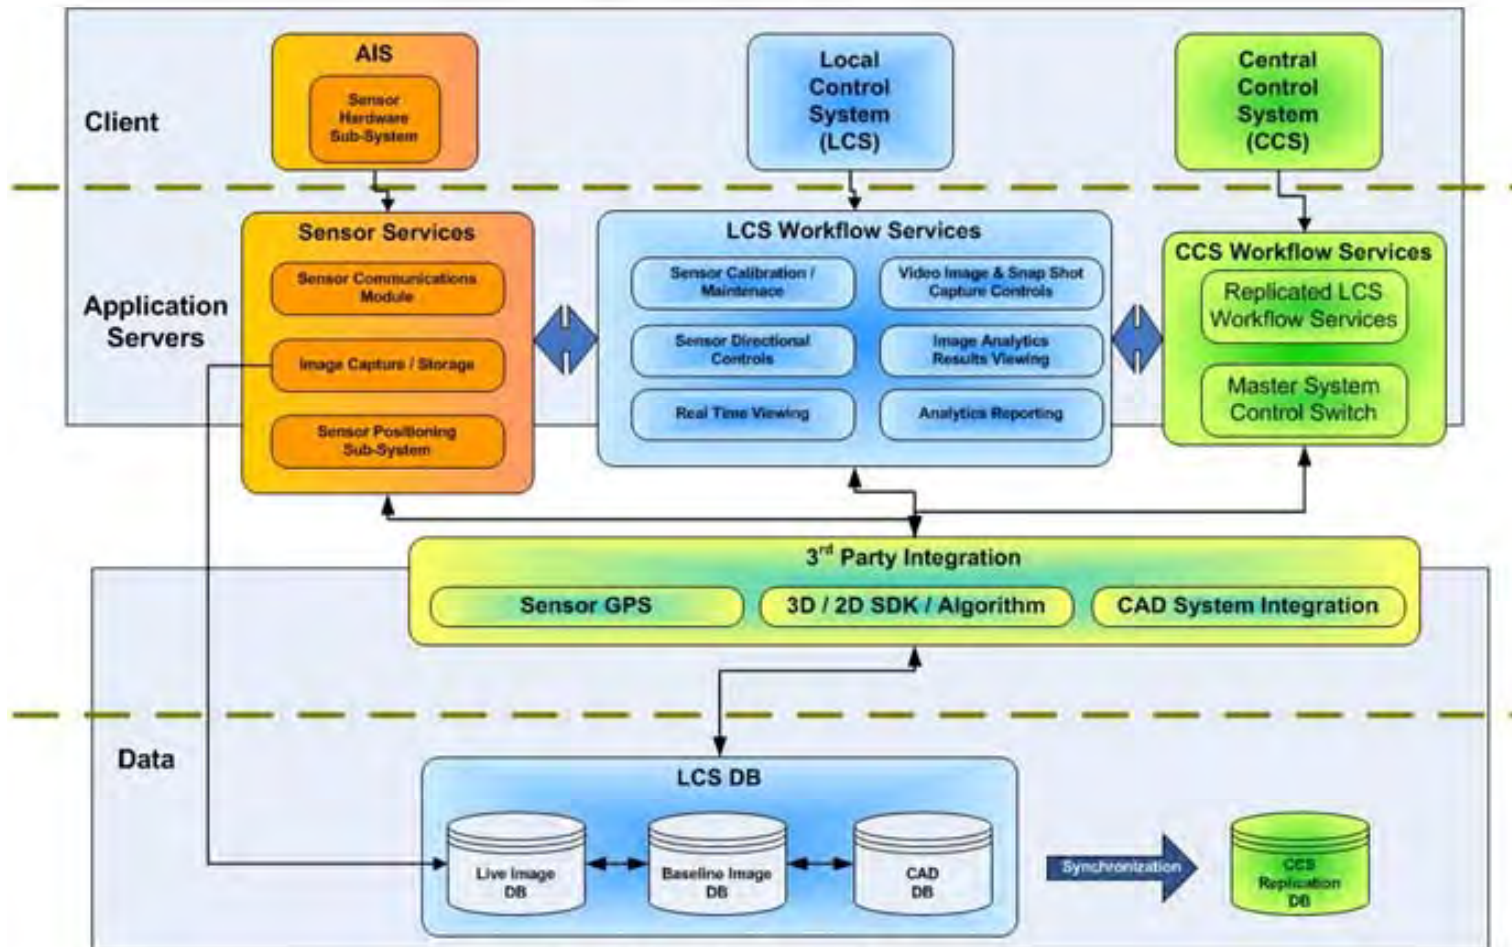 Client
AIS
Sensor
Hardware
Sub-System
Local
Control
System
(LCS)
Central
Control
System
(CCS)
Application
Servers
Sensor Services
Sensor Communications
Module
Image Capture / Storage
Sensor Positioning
Sub-System
LCS Workflow Services
Sensor Calibration /
Maintenace
Video Image & Snap Shot
Capture Controls
Sensor Directional
Controls
Image Analytics
Results Viewing
Real Time Viewing
Analytics Reporting
CCS Workflow Services
Replicated LCS
Workflow Services
Master System
Control Switch
3rd Party Integration
Sensor GPS
3D / 2D SDK / Algorithm
CAD System Integration
Data
LCS DB
Live Image
DB
Baseline Image
DB
CAD
DB
Synchronization
CCS
Replication
DB